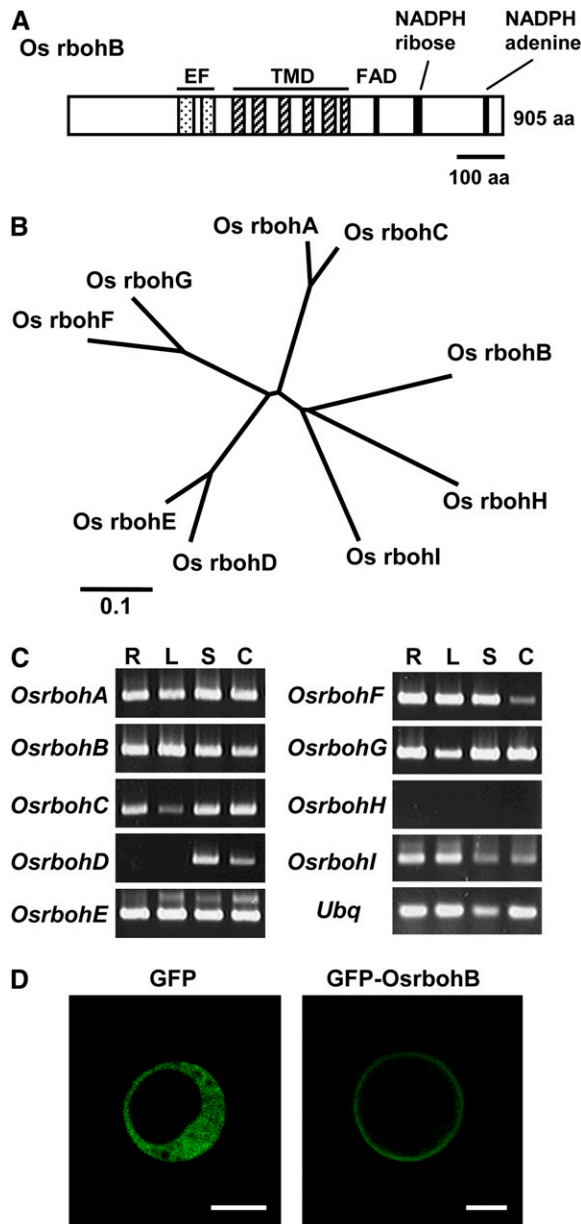 A
Os rbohB
NADPH ribose
NADPH adenine
EF
TMD
FAD
905 aa
100 aa
B
Os rbohA
Os rbohC
Os rbohG
Os rbohF
Os rbohB
Os rbohH
Os rbohE
Os rbohD
Os rbohI
0.1
C
R L S C
OsrbohA
OsrbohB
OsrbohC
OsrbohD
OsrbohE
R L S C
OsrbohF
OsrbohG
OsrbohH
OsrbohI
Ubq
D
GFP
GFP-OsrbohB